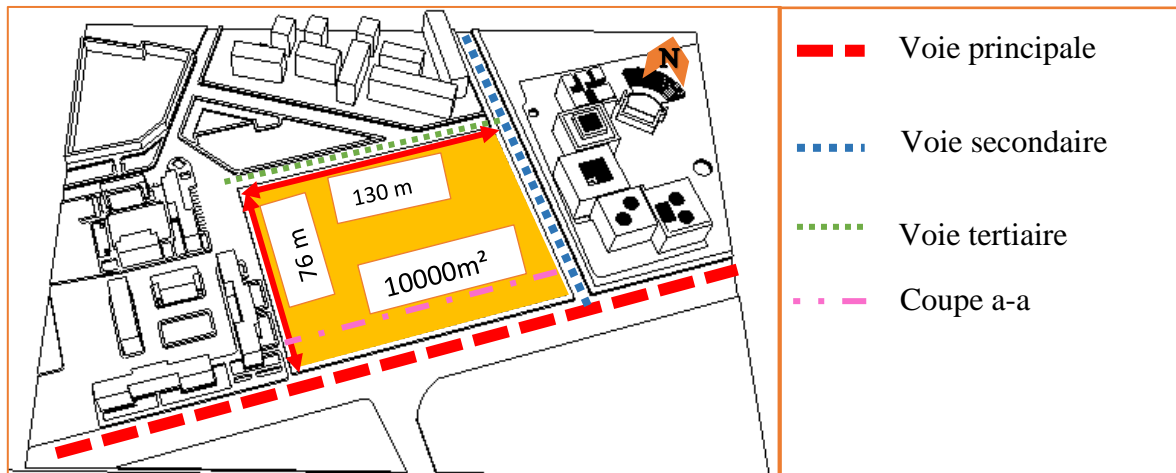 N
130 m
76 m
10000m²
Voie principale
Voie secondaire
Voie tertiaire
Coupe a-a